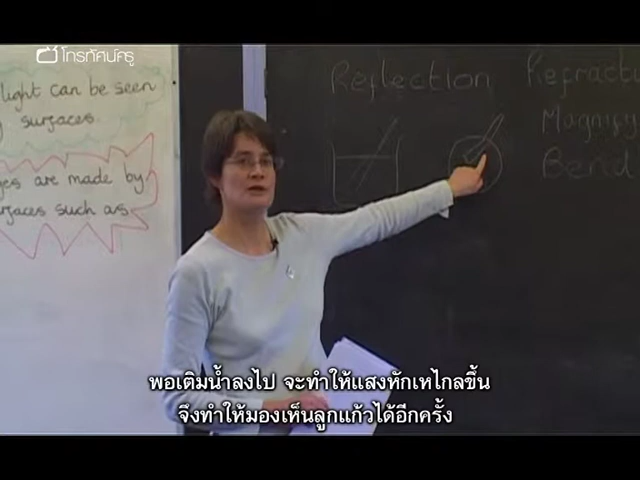 โทรทัศน์ครู
light can be seen
surfaces.
are made by
surfaces such as
Reflection
Magnify
Bend
พอเติมน้ำลงไป จะทำให้แสงหักเหไกลขึ้น
จึงทำให้มองเห็นลูกแก้วได้อีกครั้ง